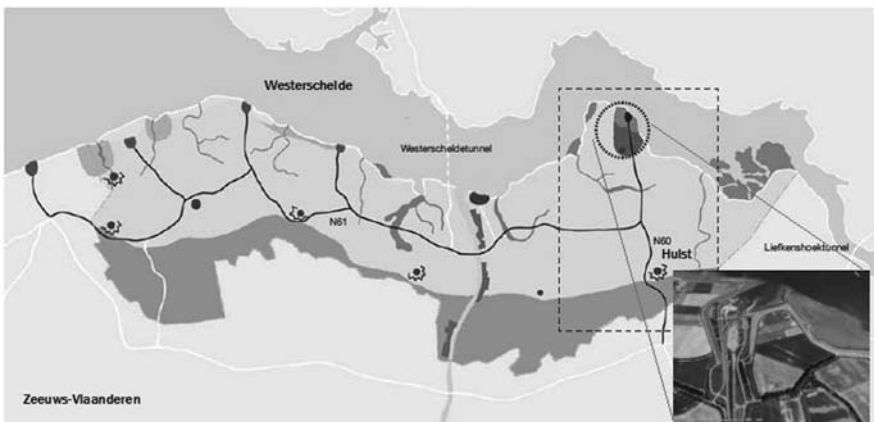 Westerschelde
Westerscheldetunnel
N61
N60
Hulst
Liefkenshoektunnel
Zeeuws-Vlaanderen